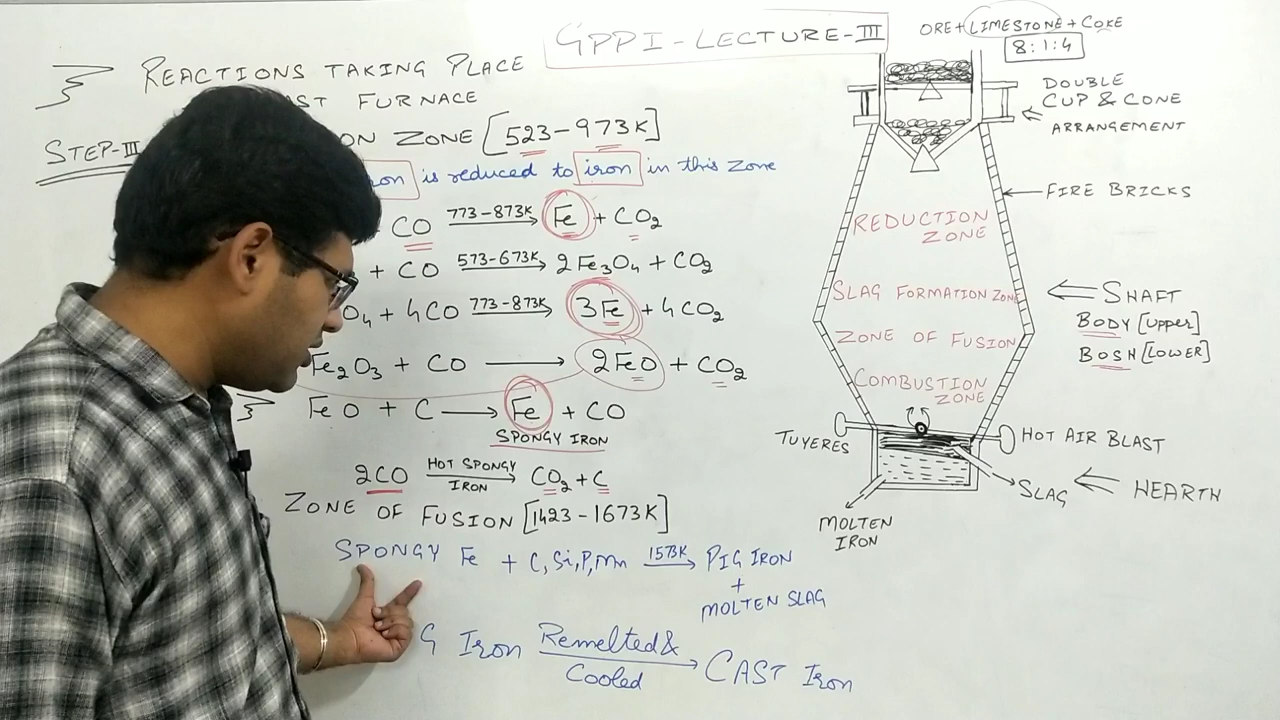 GPPI-LECTURE-III
REACTIONS TAKING PLACE
AST FURNACE
STEP-III
ON ZONE [523-973K]
ron is reduced to iron in this zone
CO 773-873K → Fe + CO₂
+ CO 573-673K → 2Fe₃O₄ + CO₂
O₄ + 4CO 773-873K → 3Fe + 4CO₂
Fe₂O₃ + CO → 2FeO + CO₂
FeO + C → Fe + CO
SPONGY IRON
2CO HOT SPONGY IRON → CO₂ + C
ZONE OF FUSION [1423-1673K]
SPONGY Fe + C, Si, P, Mn 1573K → PIG IRON
+
MOLTEN SLAG
G Iron Remelted & Cooled → CAST Iron
ORE+LIMESTONE+COKE
8:1:4
DOUBLE
CUP & CONE
ARRANGEMENT
FIRE BRICKS
REDUCTION
ZONE
SLAG FORMATION ZONE
ZONE OF FUSION
COMBUSTION
ZONE
SHAFT
BODY [UPPER]
BOSH [LOWER]
TUYERES
HOT AIR BLAST
SLAG
HEARTH
MOLTEN
IRON